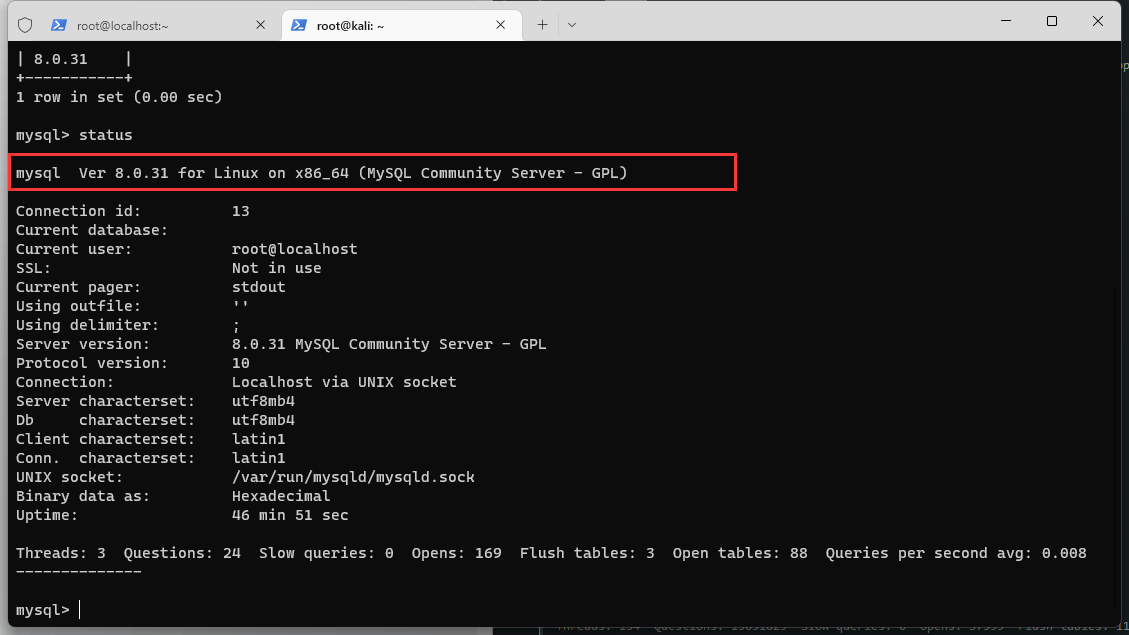 root@localhost:~
root@kali: ~
| 8.0.31    |
+-----------+
1 row in set (0.00 sec)
mysql> status
mysql  Ver 8.0.31 for Linux on x86_64 (MySQL Community Server - GPL)
Connection id:          13
Current database:
Current user:           root@localhost
SSL:                    Not in use
Current pager:          stdout
Using outfile:          ''
Using delimiter:        ;
Server version:         8.0.31 MySQL Community Server - GPL
Protocol version:       10
Connection:             Localhost via UNIX socket
Server characterset:    utf8mb4
Db     characterset:    utf8mb4
Client characterset:    latin1
Conn.  characterset:    latin1
UNIX socket:            /var/run/mysqld/mysqld.sock
Binary data as:         Hexadecimal
Uptime:                 46 min 51 sec
Threads: 3  Questions: 24  Slow queries: 0  Opens: 169  Flush tables: 3  Open tables: 88  Queries per second avg: 0.008
--------------
mysql>